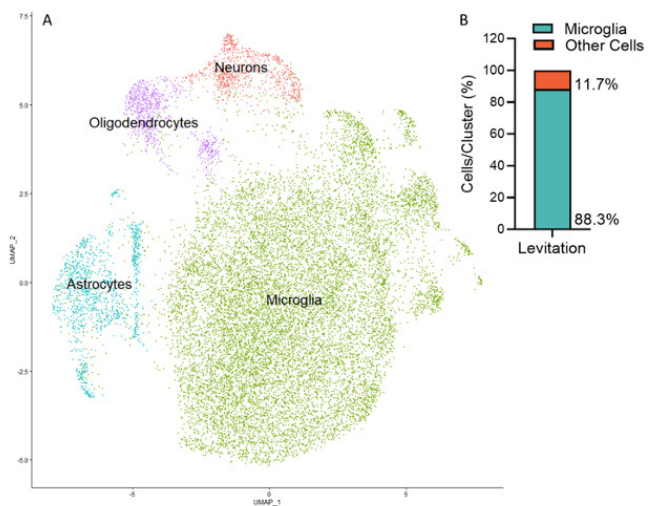 A
7.5
5.0
2.5
0.0
-2.5
-5.0
UMAP_2
Neurons
Oligodendrocytes
Astrocytes
Microglia
-5
0
5
UMAP_1
B
Microglia
Other Cells
120
100
80
60
40
20
0
Cells/Cluster (%)
11.7%
88.3%
Levitation